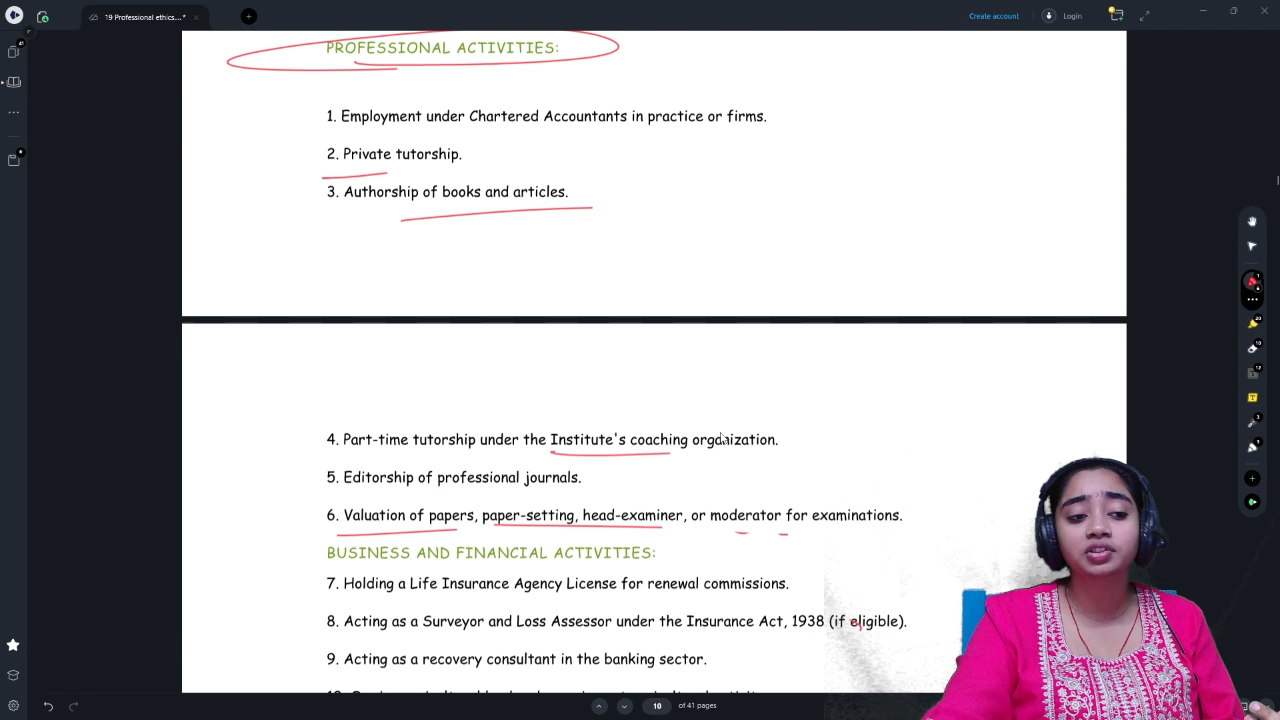 19 Professional ethics....*
Create account
Login
PROFESSIONAL ACTIVITIES:
1. Employment under Chartered Accountants in practice or firms.
2. Private tutorship.
3. Authorship of books and articles.
4. Part-time tutorship under the Institute's coaching organization.
5. Editorship of professional journals.
6. Valuation of papers, paper-setting, head-examiner, or moderator for examinations.
BUSINESS AND FINANCIAL ACTIVITIES:
7. Holding a Life Insurance Agency License for renewal commissions.
8. Acting as a Surveyor and Loss Assessor under the Insurance Act, 1938 (if eligible).
9. Acting as a recovery consultant in the banking sector.
10 of 41 pages